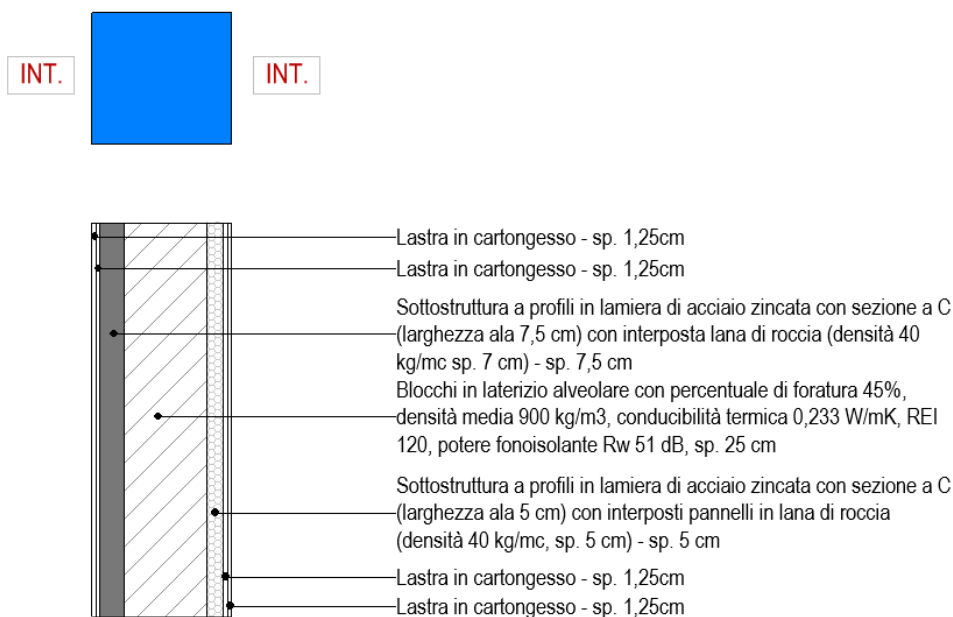 INT.
INT.
Lastra in cartongesso - sp. 1,25cm
Lastra in cartongesso - sp. 1,25cm
Sottostruttura a profili in lamiera di acciaio zincata con sezione a C
(larghezza ala 7,5 cm) con interposta lana di roccia (densità 40
kg/mc sp. 7 cm) - sp. 7,5 cm
Blocchi in laterizio alveolare con percentuale di foratura 45%,
densità media 900 kg/m3, conducibilità termica 0,233 W/mK, REI
120, potere fonoisolante Rw 51 dB, sp. 25 cm
Sottostruttura a profili in lamiera di acciaio zincata con sezione a C
(larghezza ala 5 cm) con interposti pannelli in lana di roccia
(densità 40 kg/mc, sp. 5 cm) - sp. 5 cm
Lastra in cartongesso - sp. 1,25cm
Lastra in cartongesso - sp. 1,25cm